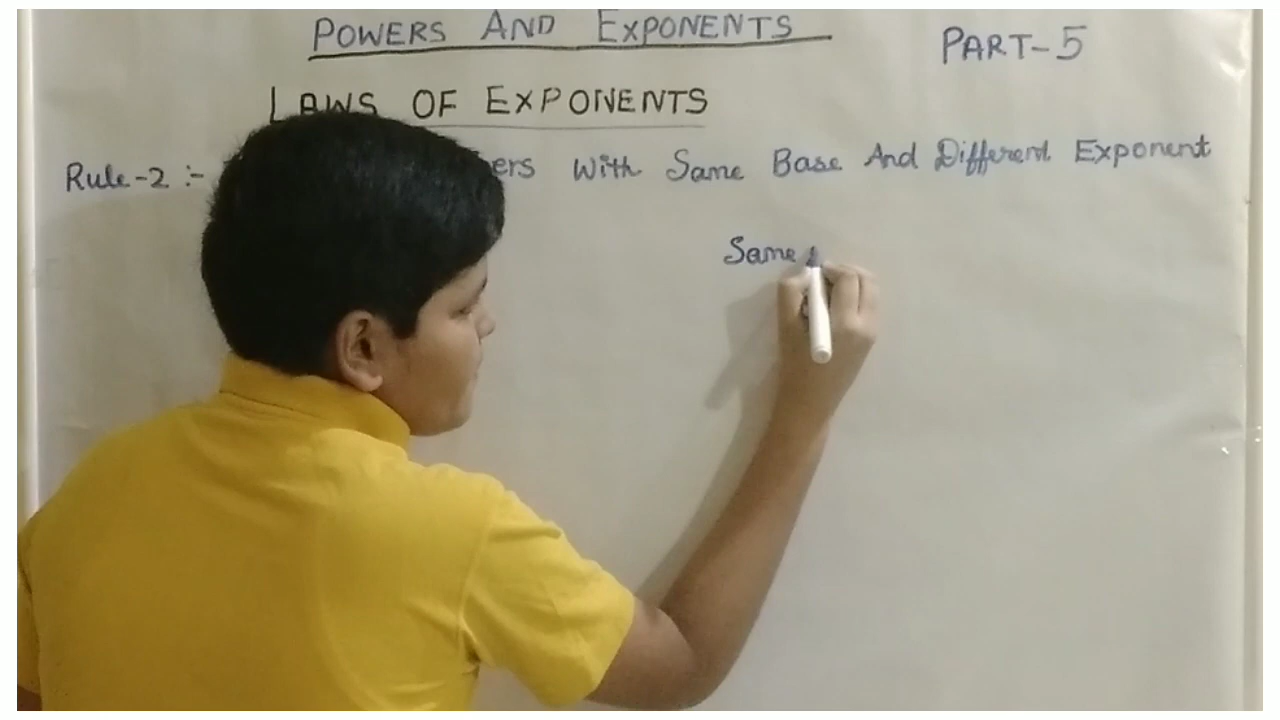 POWERS AND EXPONENTS
PART-5
LAWS OF EXPONENTS
Rule-2 :- ers With Same Base And Different Exponent
Same